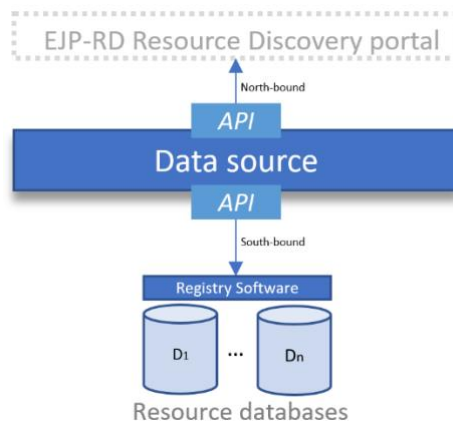 EJP-RD Resource Discovery portal
North-bound
API
Data source
API
South-bound
Registry Software
D1 ... Dn
Resource databases